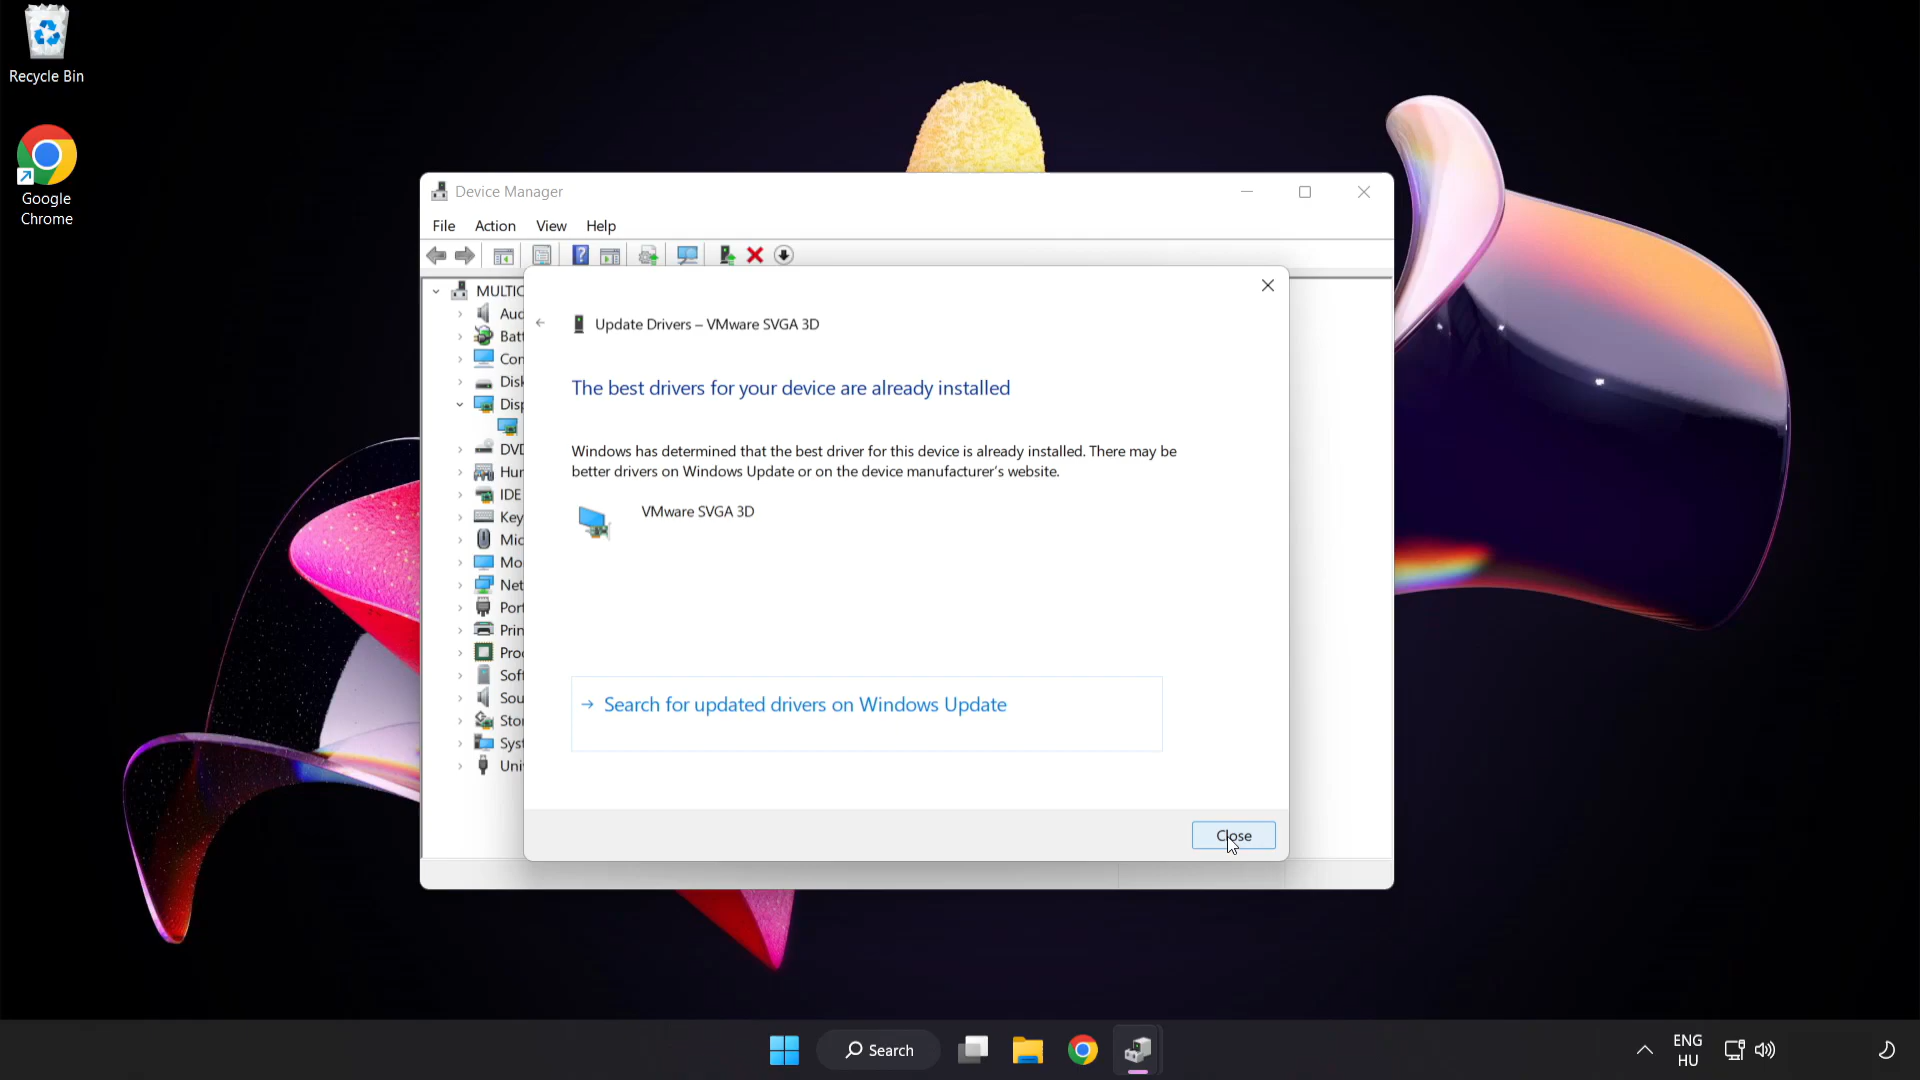 Recycle Bin
Google
Chrome
Device Manager
File Action View Help
MULTIC
Aud
Batt
Con
Disk
Disp
DVD
Hur
IDE
Key
Mic
Mo
Net
Port
Prin
Proc
Soft
Sou
Stor
Syst
Uni
Update Drivers – VMware SVGA 3D
The best drivers for your device are already installed
Windows has determined that the best driver for this device is already installed. There may be
better drivers on Windows Update or on the device manufacturer's website.
VMware SVGA 3D
Search for updated drivers on Windows Update
Close
Search
ENG
HU